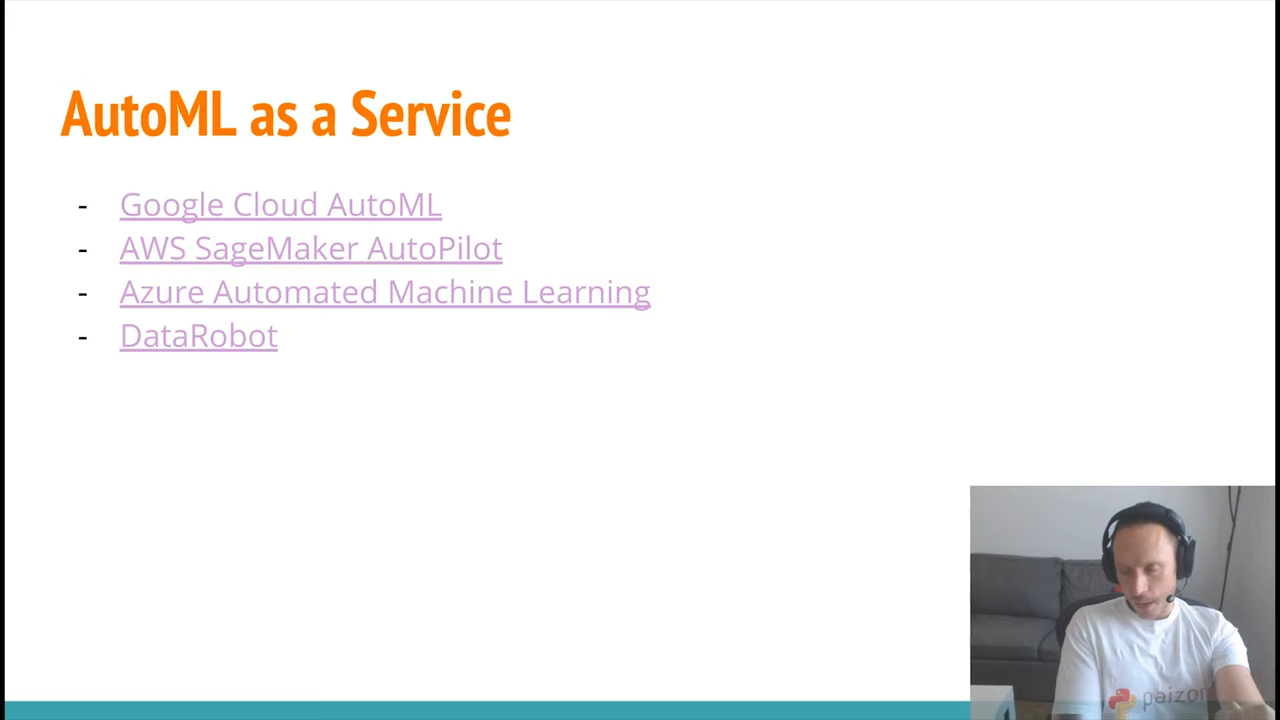 AutoML as a Service
- Google Cloud AutoML
- AWS SageMaker AutoPilot
- Azure Automated Machine Learning
- DataRobot